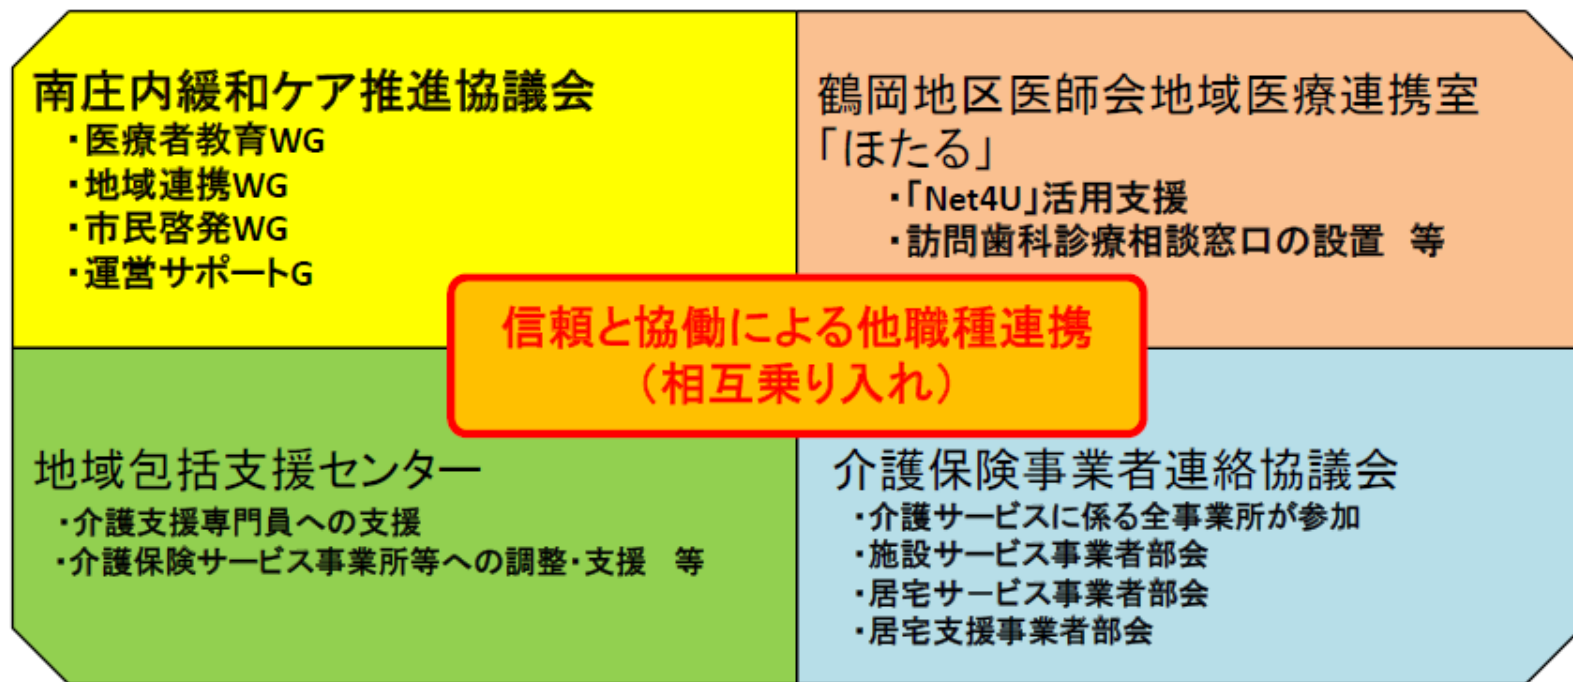 南庄内緩和ケア推進協議会
・医療者教育WG
・地域連携WG
・市民啓発WG
・運営サポートG
鶴岡地区医師会地域医療連携室
「ほたる」
・「Net4U」活用支援
・訪問歯科診療相談窓口の設置　等
信頼と協働による他職種連携
（相互乗り入れ）
地域包括支援センター
・介護支援専門員への支援
・介護保険サービス事業所等への調整・支援　等
介護保険事業者連絡協議会
・介護サービスに係る全事業所が参加
・施設サービス事業者部会
・居宅サービス事業者部会
・居宅支援事業者部会